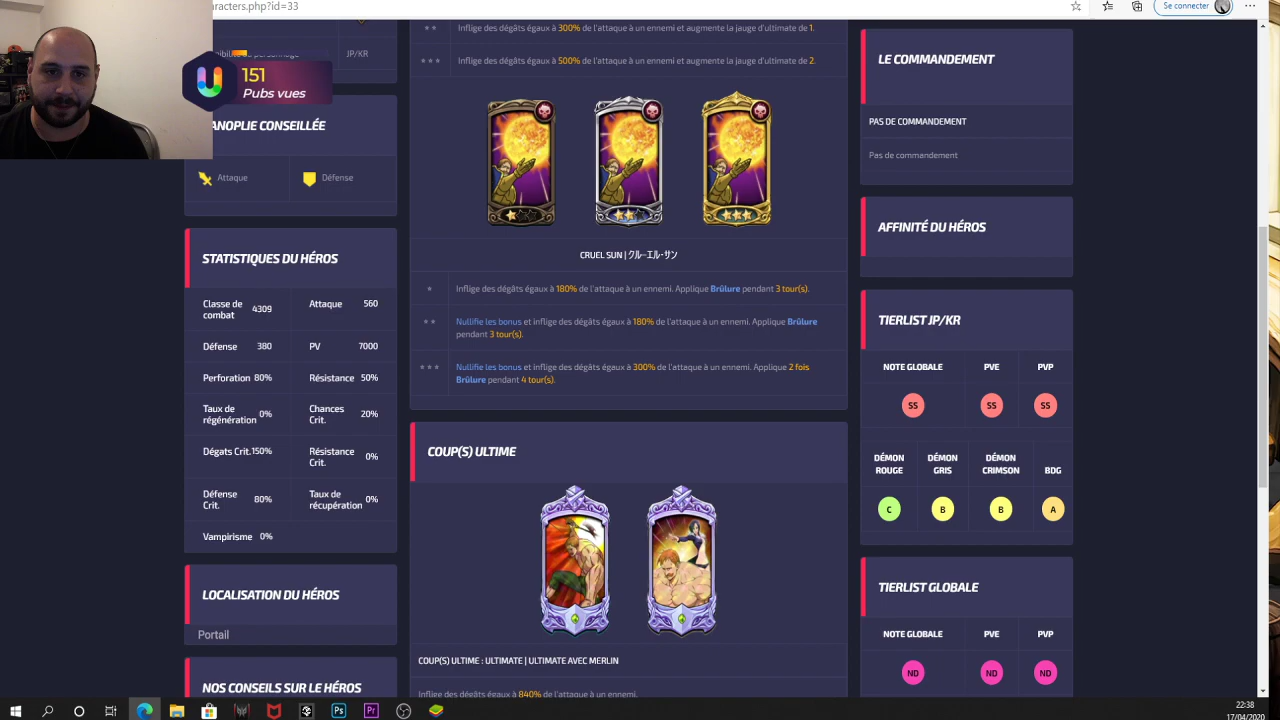 aracters.php?id=33
Se connecter
JP/KR
151
Pubs vues
ANOPLIE CONSEILLÉE
Attaque
Défense
STATISTIQUES DU HÉROS
Classe de combat 4309
Attaque 560
Défense 380
PV 7000
Perforation 80%
Résistance 50%
Taux de régénération 0%
Chances Crit. 20%
Dégats Crit. 150%
Résistance Crit. 0%
Défense Crit. 80%
Taux de récupération 0%
Vampirisme 0%
LOCALISATION DU HÉROS
Portail
NOS CONSEILS SUR LE HÉROS
Inflige des dégâts égaux à 300% de l'attaque à un ennemi et augmente la jauge d'ultimate de 1.
Inflige des dégâts égaux à 500% de l'attaque à un ennemi et augmente la jauge d'ultimate de 2.
CRUEL SUN | クル-エル・サン
Inflige des dégâts égaux à 180% de l'attaque à un ennemi. Applique Brûlure pendant 3 tour(s).
Nullifie les bonus et inflige des dégâts égaux à 180% de l'attaque à un ennemi. Applique Brûlure
pendant 3 tour(s).
Nullifie les bonus et inflige des dégâts égaux à 300% de l'attaque à un ennemi. Applique 2 fois
Brûlure pendant 4 tour(s).
COUP(S) ULTIME
COUP(S) ULTIME : ULTIMATE | ULTIMATE AVEC MERLIN
Inflige des dégâts égaux à 840% de l'attaque à un ennemi.
LE COMMANDEMENT
PAS DE COMMANDEMENT
Pas de commandement
AFFINITÉ DU HÉROS
TIERLIST JP/KR
NOTE GLOBALE PVE PVP
SS SS SS
DÉMON ROUGE DÉMON GRIS DÉMON CRIMSON BDG
C B B A
TIERLIST GLOBALE
NOTE GLOBALE PVE PVP
ND ND ND
22:38
17/04/2020